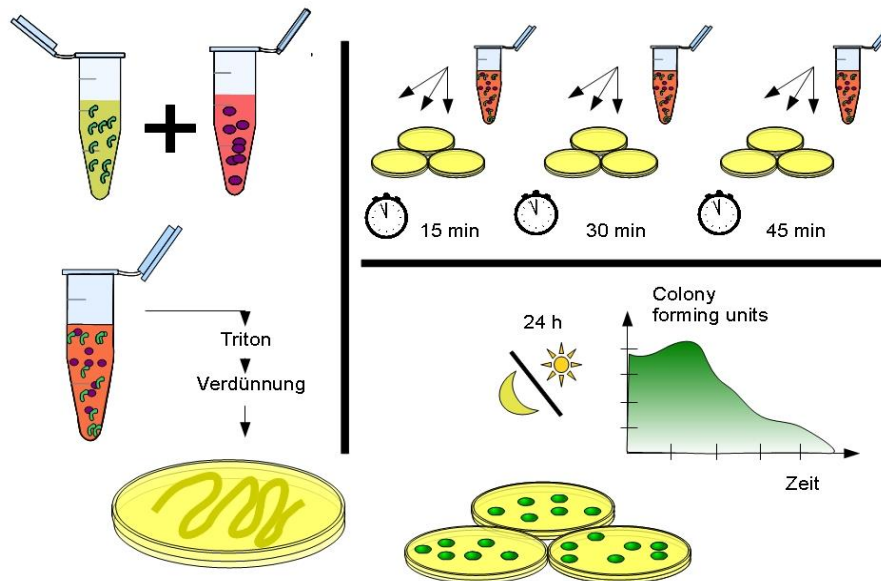 Triton
Verdünnung
15 min
30 min
45 min
24 h
Colony
forming units
Zeit